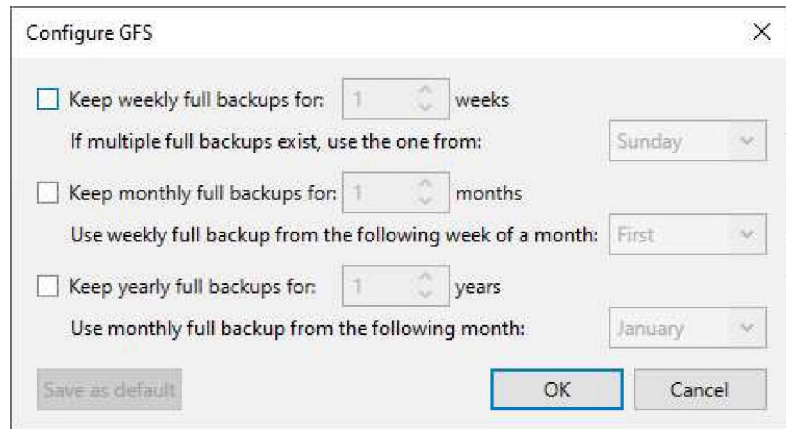 Configure GFS
Keep weekly full backups for: 1 weeks
If multiple full backups exist, use the one from: Sunday
Keep monthly full backups for: 1 months
Use weekly full backup from the following week of a month: First
Keep yearly full backups for: 1 years
Use monthly full backup from the following month: January
Save as default OK Cancel